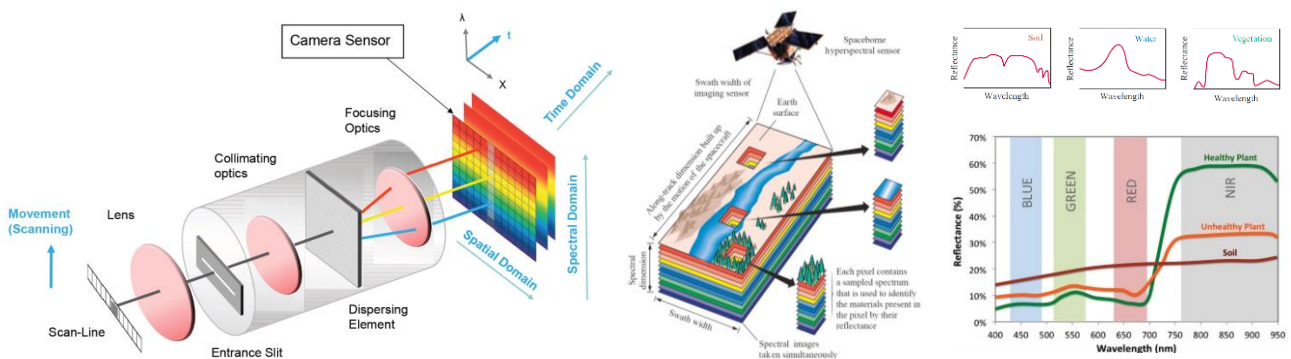 Camera Sensor
λ
t
X
Time Domain
Focusing
Optics
Collimating
optics
Lens
Movement
(Scanning)
Scan-Line
Entrance Slit
Dispersing
Element
Spatial Domain
Spectral Domain
Spaceborne
hyperspectral sensor
Swath width of
imaging sensor
Earth
surface
Along-track dimension built up
by the motion of the spacecraft
Spectral
dimension
Swath width
Spectral images
taken simultaneously
Each pixel contains
a sampled spectrum
that is used to identify
the materials present in
the pixel by their
reflectance
Reflectance
Soil
Wavelength
Reflectance
Water
Wavelength
Reflectance
Vegetation
Wavelength
Reflectance (%)
70%
60%
50%
40%
30%
20%
10%
0%
BLUE
GREEN
RED
NIR
Healthy Plant
Unhealthy Plant
Soil
400 450 500 550 600 650 700 750 800 850 900 950
Wavelength (nm)